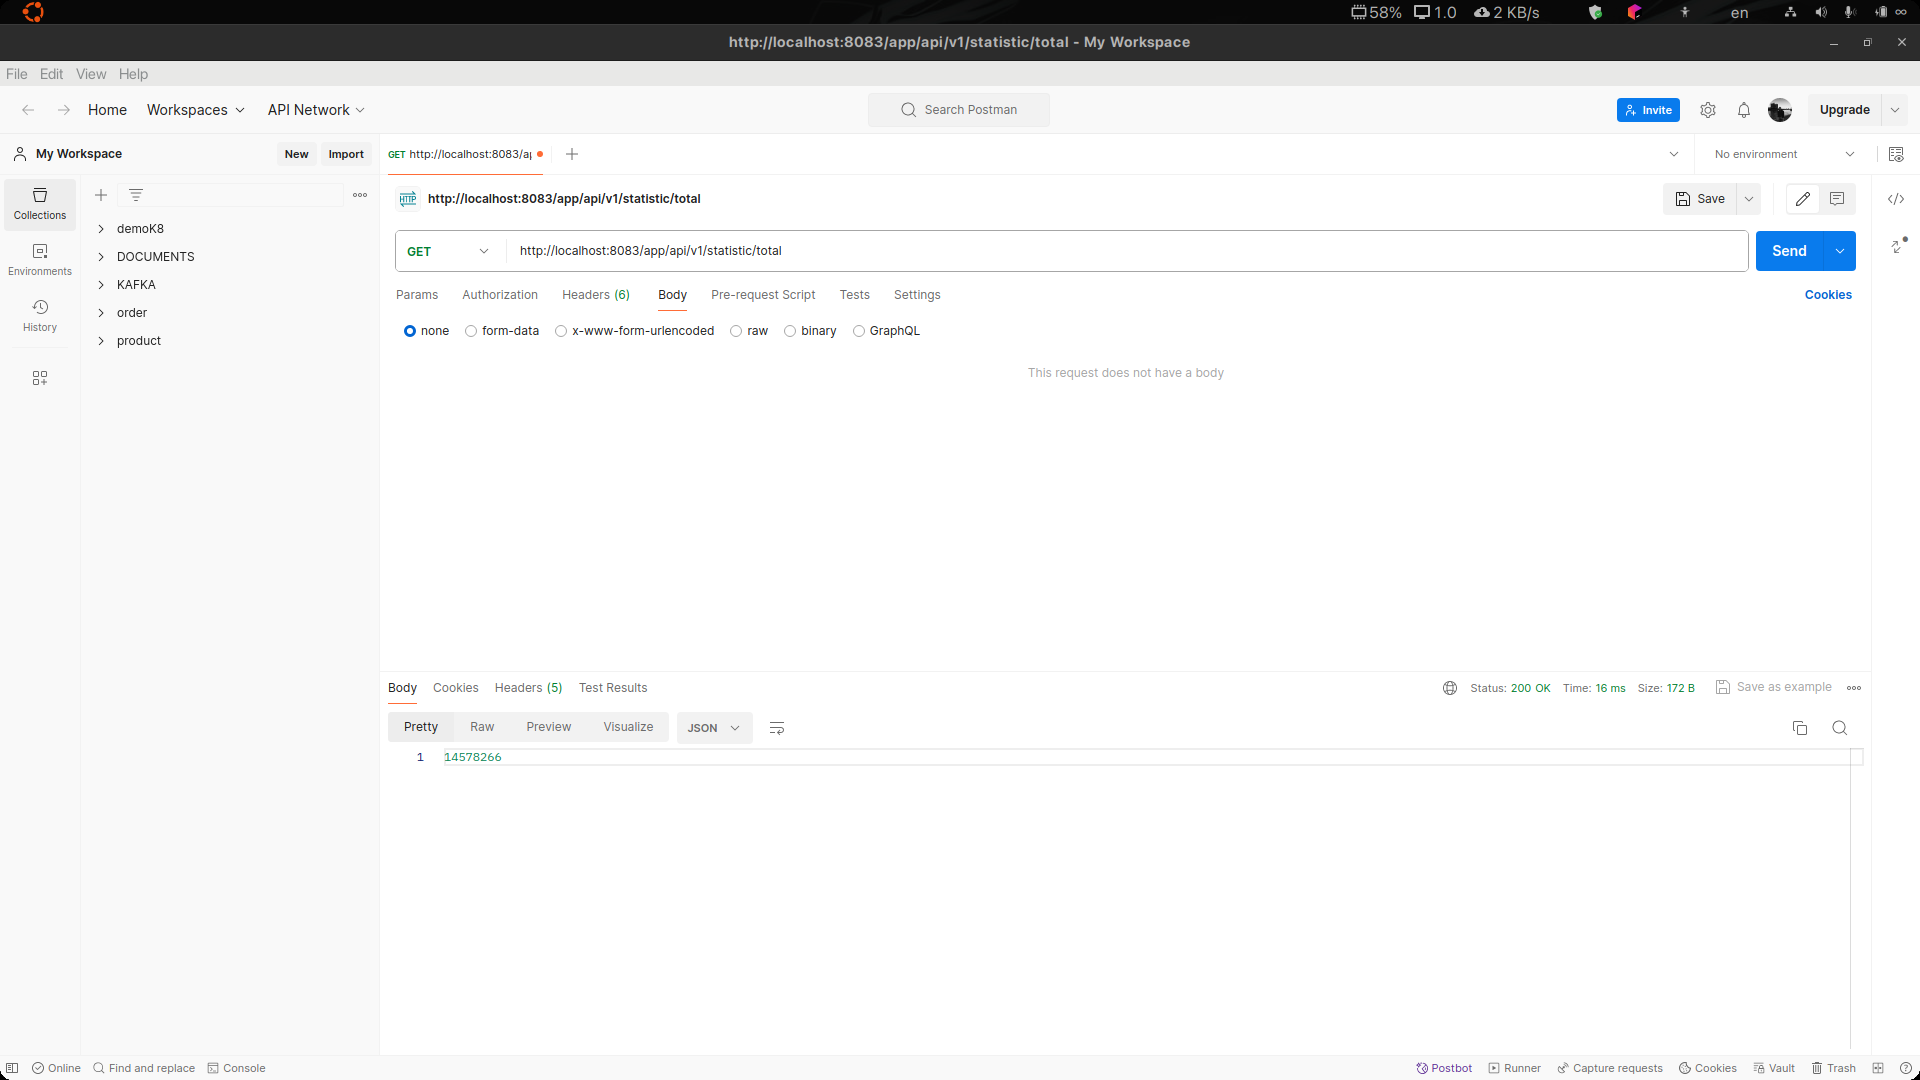 58% 1.0 2 KB/s en
http://localhost:8083/app/api/v1/statistic/total - My Workspace
File Edit View Help
Home Workspaces API Network Search Postman Invite Upgrade
My Workspace New Import GET http://localhost:8083/a No environment
HTTP http://localhost:8083/app/api/v1/statistic/total Save
Collections
demoK8
DOCUMENTS
KAFKA
order
product
Environments
History
GET http://localhost:8083/app/api/v1/statistic/total Send
Params Authorization Headers (6) Body Pre-request Script Tests Settings Cookies
none form-data x-www-form-urlencoded raw binary GraphQL
This request does not have a body
Body Cookies Headers (5) Test Results Status: 200 OK Time: 16 ms Size: 172 B Save as example
Pretty Raw Preview Visualize JSON
1 14578266
Online Find and replace Console Postbot Runner Capture requests Cookies Vault Trash